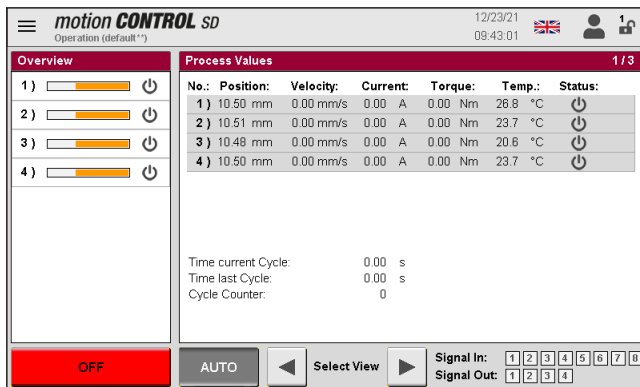 motion CONTROL SD
Operation (default**)
12/23/21
09:43:01
1
Overview
1 )
2 )
3 )
4 )
Process Values 1/3
No.: Position: Velocity: Current: Torque: Temp.: Status:
1 ) 10.50 mm 0.00 mm/s 0.00 A 0.00 Nm 26.8 °C
2 ) 10.51 mm 0.00 mm/s 0.00 A 0.00 Nm 23.7 °C
3 ) 10.48 mm 0.00 mm/s 0.00 A 0.00 Nm 20.6 °C
4 ) 10.50 mm 0.00 mm/s 0.00 A 0.00 Nm 23.7 °C
Time current Cycle: 0.00 s
Time last Cycle: 0.00 s
Cycle Counter: 0
OFF
AUTO
Select View
Signal In: 1 2 3 4 5 6 7 8
Signal Out: 1 2 3 4